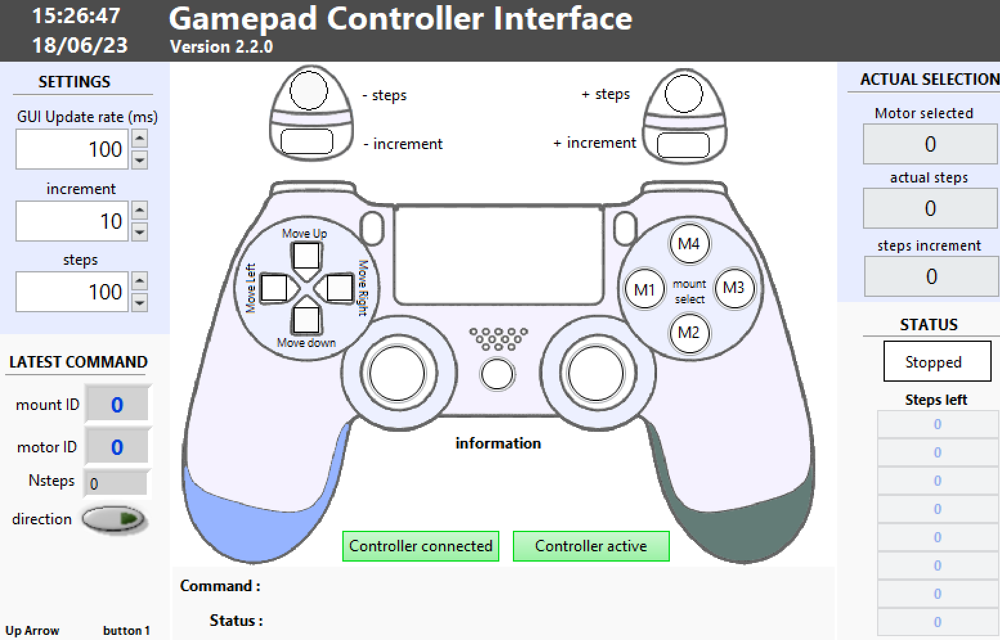 15:26:47
18/06/23
Gamepad Controller Interface
Version 2.2.0
SETTINGS
GUI Update rate (ms)
100
increment
10
steps
100
LATEST COMMAND
mount ID
0
motor ID
0
Nsteps
0
direction
Up Arrow
button 1
- steps
- increment
+ steps
+ increment
Move Up
Move Left
Move Right
Move down
M4
M1
mount
select
M3
M2
information
Controller connected
Controller active
Command :
Status :
ACTUAL SELECTION
Motor selected
0
actual steps
0
steps increment
0
STATUS
Stopped
Steps left
0
0
0
0
0
0
0
0